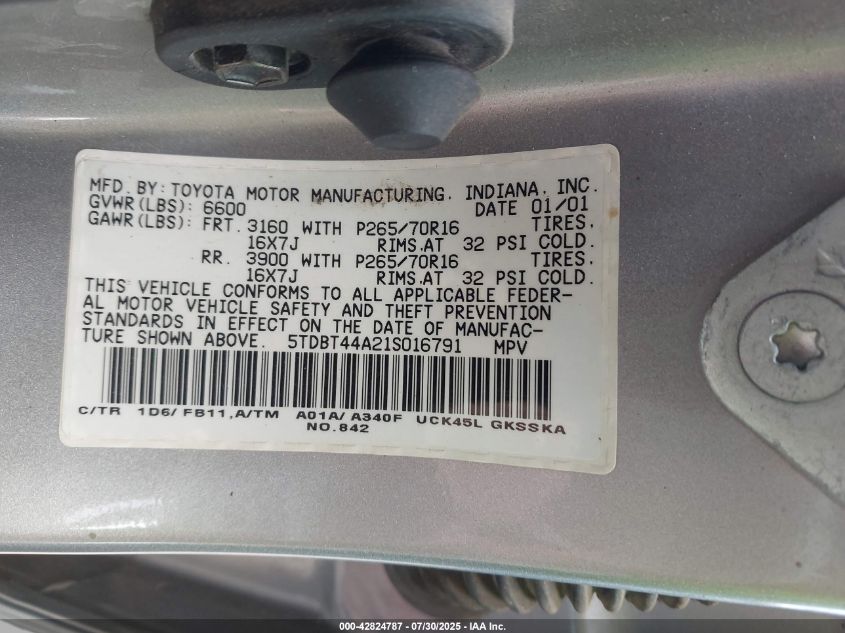 MFD. BY: TOYOTA MOTOR MANUFACTURING, INDIANA, INC.
GVWR(LBS): 6600 DATE 01/01
GAWR(LBS): FRT. 3160 WITH P265/70R16 TIRES,
16X7J RIMS.AT 32 PSI COLD.
RR. 3900 WITH P265/70R16 TIRES,
16X7J RIMS.AT 32 PSI COLD.
THIS VEHICLE CONFORMS TO ALL APPLICABLE FEDER-
AL MOTOR VEHICLE SAFETY AND THEFT PREVENTION
STANDARDS IN EFFECT ON THE DATE OF MANUFAC-
TURE SHOWN ABOVE. 5TDBT44A21S016791 MPV
C/TR 1D6/ FB11,A/TM A01A/ A340F UCK45L GKSSKA
NO.842
000-42824787 - 07/30/2025 - IAA Inc.